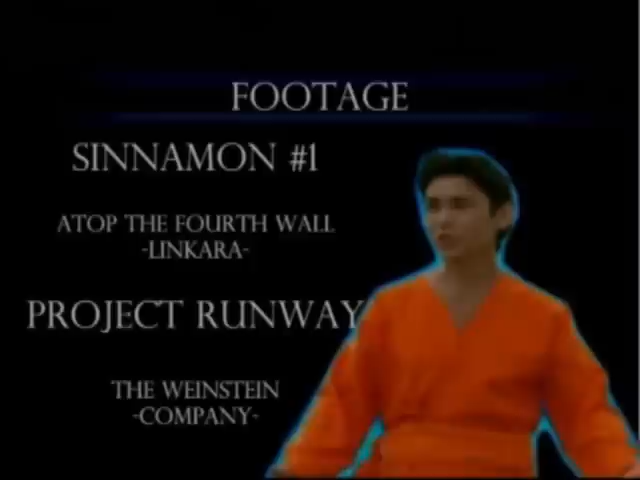 FOOTAGE
SINNAMON #1
ATOP THE FOURTH WALL
-LINKARA-
PROJECT RUNWAY
THE WEINSTEIN
-COMPANY-